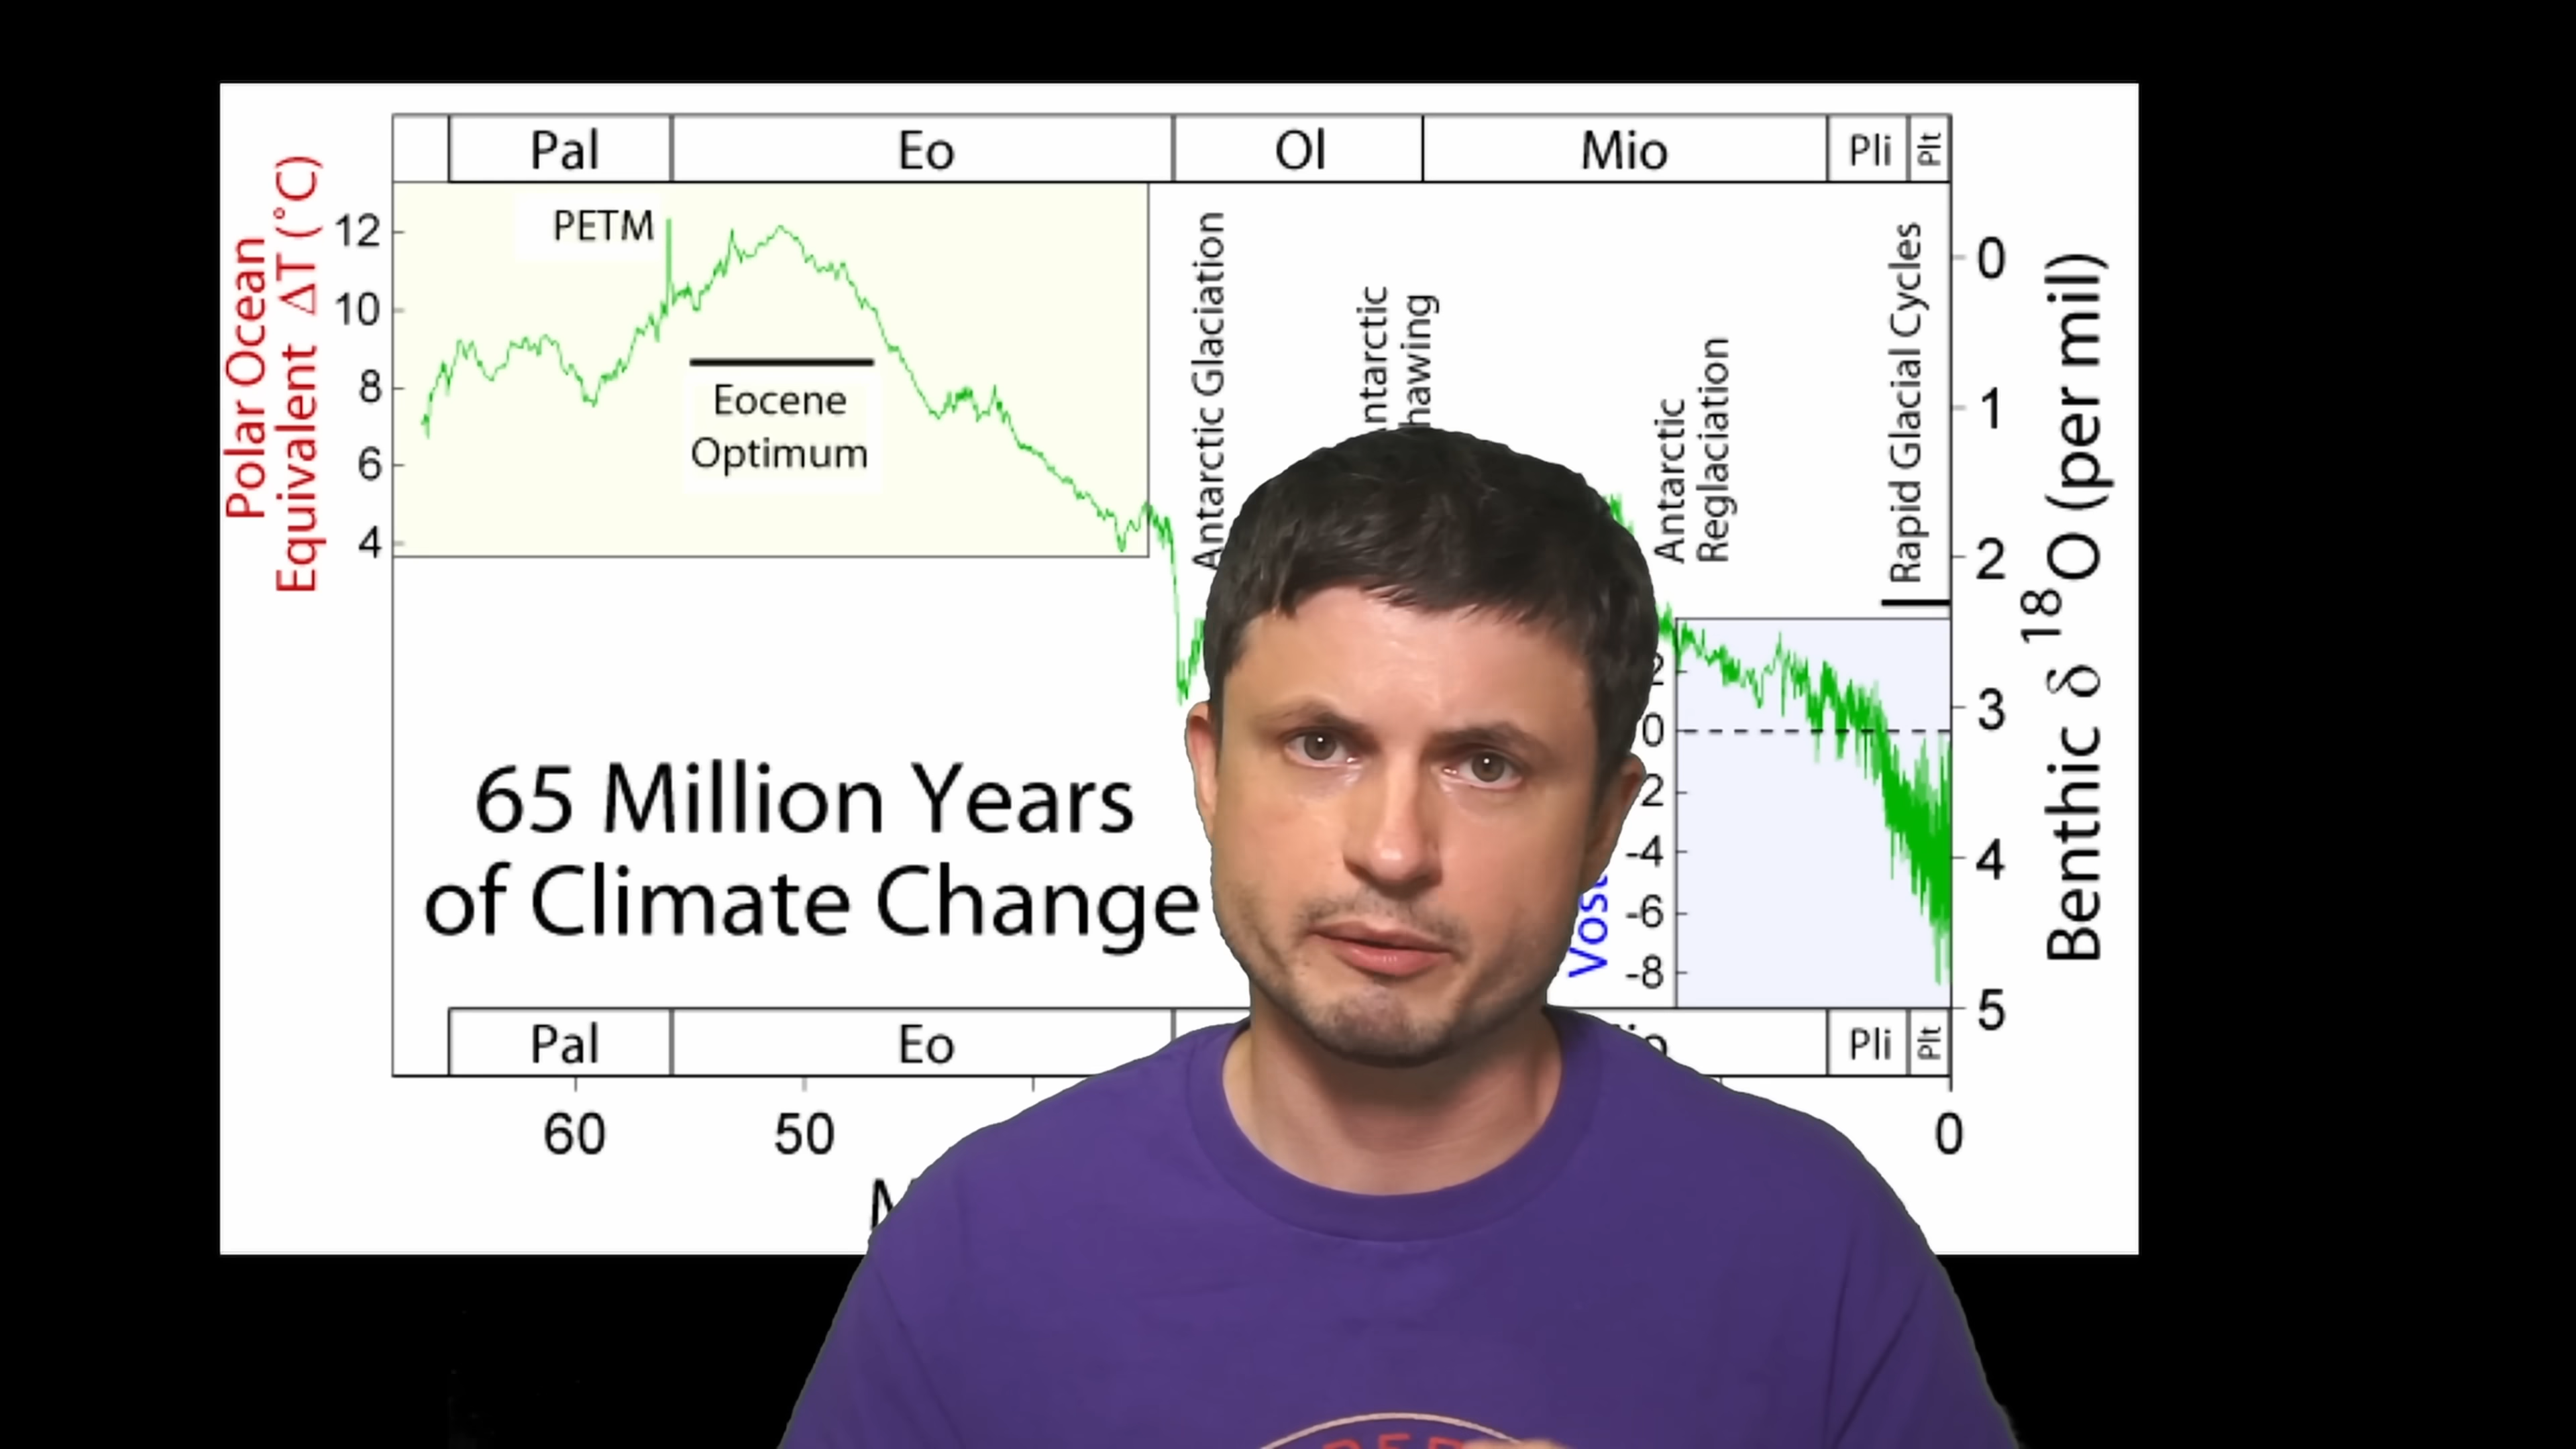 Pal Eo Ol Mio Pli Plt
Polar Ocean
Equivalent ΔT (°C)
12
10
8
6
4
PETM
Eocene
Optimum
Antarctic Glaciation
Reglaciation
Antarctic
Rapid Glacial Cycles
0
1
2
3
4
5
Benthic δ 18O (per mil)
2
0
2
-4
-6
-8
65 Million Years
of Climate Change
Pal Eo Pli Plt
60 50 0